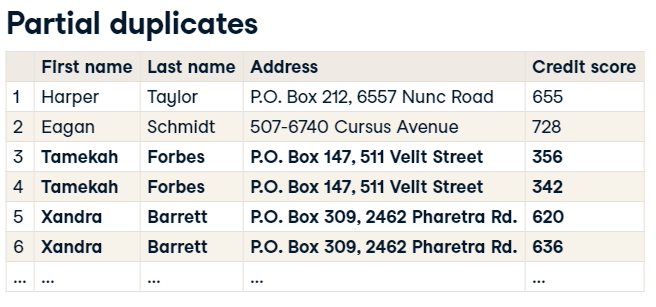 Partial duplicates
First name Last name Address Credit score
1 Harper Taylor P.O. Box 212, 6557 Nunc Road 655
2 Eagan Schmidt 507-6740 Cursus Avenue 728
3 Tamekah Forbes P.O. Box 147, 511 Velit Street 356
4 Tamekah Forbes P.O. Box 147, 511 Velit Street 342
5 Xandra Barrett P.O. Box 309, 2462 Pharetra Rd. 620
6 Xandra Barrett P.O. Box 309, 2462 Pharetra Rd. 636
... ... ... ... ...